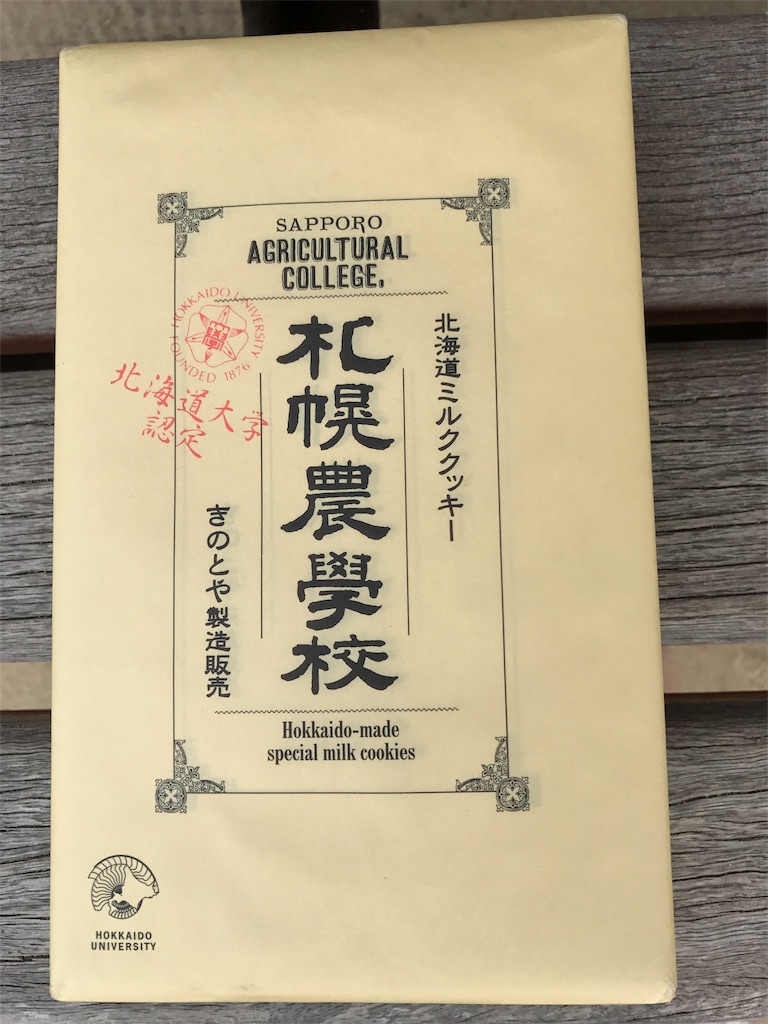 SAPPORO
AGRICULTURAL
COLLEGE.
HOKKAIDO UNIVERSITY
FOUNDED 1876
北海道大学
認定
北海道ミルククッキー
札幌農學校
きのとや製造販売
Hokkaido-made
special milk cookies
HOKKAIDO
UNIVERSITY